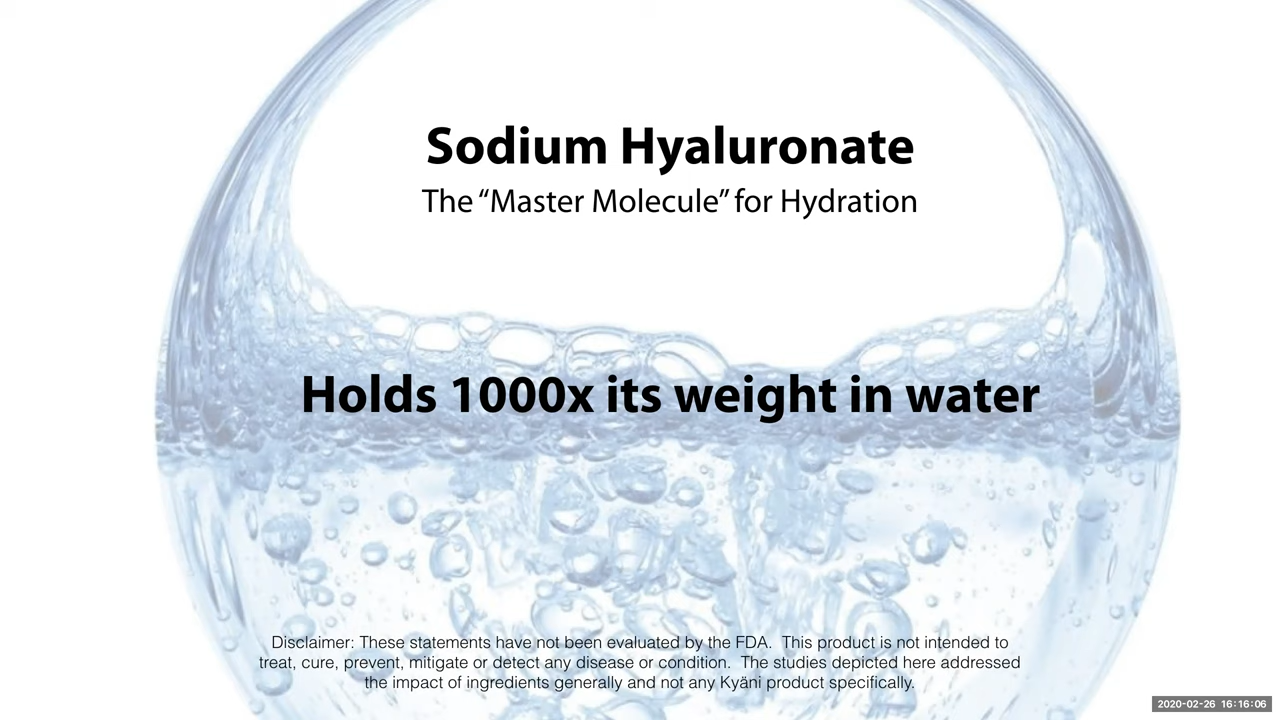 Sodium Hyaluronate
The “Master Molecule” for Hydration
Holds 1000x its weight in water
Disclaimer: These statements have not been evaluated by the FDA.  This product is not intended to
treat, cure, prevent, mitigate or detect any disease or condition.  The studies depicted here addressed
the impact of ingredients generally and not any Kyäni product specifically.
2020-02-26 16:16:06